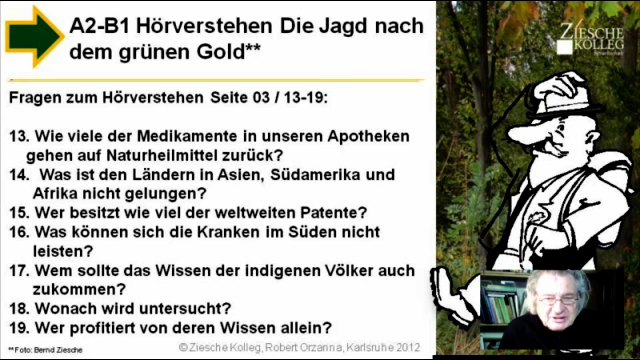 A2-B1 Hörverstehen Die Jagd nach
dem grünen Gold**
ZIESCHE
KOLLEG
Fragen zum Hörverstehen Seite 03 / 13-19:
13. Wie viele der Medikamente in unseren Apotheken
gehen auf Naturheilmittel zurück?
14. Was ist den Ländern in Asien, Südamerika und
Afrika nicht gelungen?
15. Wer besitzt wie viel der weltweiten Patente?
16. Was können sich die Kranken im Süden nicht
leisten?
17. Wem sollte das Wissen der indigenen Völker auch
zukommen?
18. Wonach wird untersucht?
19. Wer profitiert von deren Wissen allein?
**Foto: Bernd Ziesche
© Ziesche Kolleg, Robert Orzanna, Karlsruhe 2012